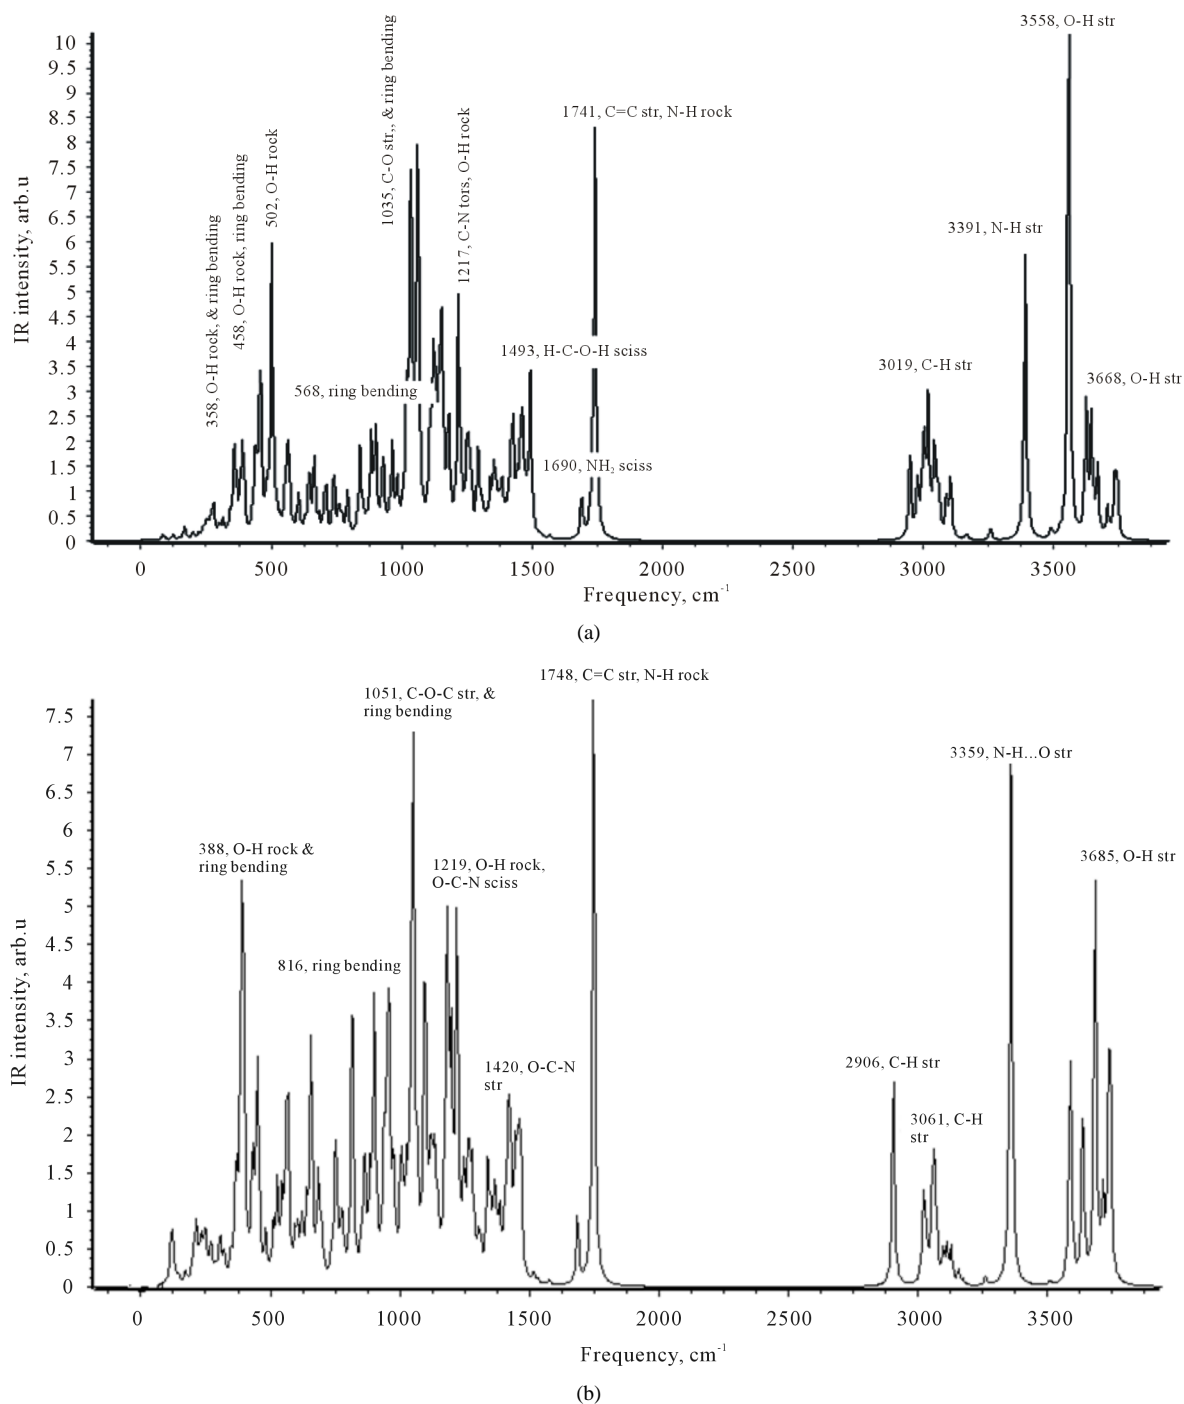 3558, O-H str
1741, C=C str, N-H rock
1035, C-O str,, & ring bending
1217, C-N tors, O-H rock
502, O-H rock
458, O-H rock, ring bending
358, O-H rock, & ring bending
3391, N-H str
1493, H-C-O-H sciss
3019, C-H str
3668, O-H str
568, ring bending
1690, NH2 sciss
IR intensity, arb.u
10
9.5
9
8.5
8
7.5
7
6.5
6
5.5
5
4.5
4
3.5
3
2.5
2
1.5
1
0.5
0
0 500 1000 1500 2000 2500 3000 3500
Frequency, cm-1
(a)
1748, C=C str, N-H rock
1051, C-O-C str, &
ring bending
3359, N-H...O str
388, O-H rock &
ring bending
1219, O-H rock,
O-C-N sciss
3685, O-H str
816, ring bending
1420, O-C-N
str
2906, C-H str
3061, C-H
str
IR intensity, arb.u
7.5
7
6.5
6
5.5
5
4.5
4
3.5
3
2.5
2
1.5
1
0.5
0
0 500 1000 1500 2000 2500 3000 3500
Frequency, cm-1
(b)